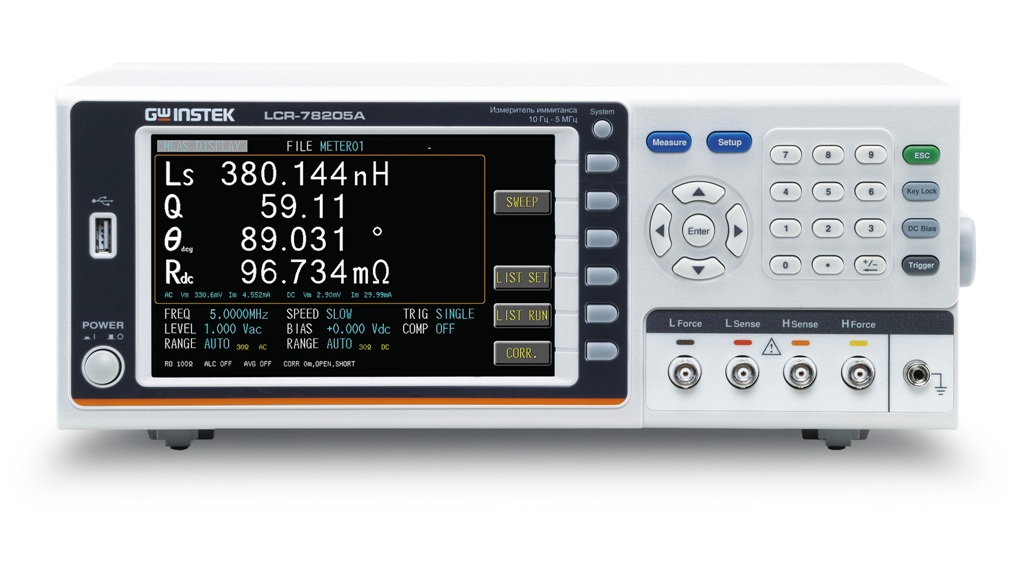 GWINSTEK LCR-78205A
Измеритель иммитанса
10 Гц - 5 МГц
System
MEAS DISPLAY FILE METER01 -
Ls 380.144nH
Q 59.11
θdeg 89.031 °
Rdc 96.734mΩ
AC Vm 330.6mV Im 4.552mA DC Vm 2.90mV Im 29.99mA
FREQ 5.0000MHz SPEED SLOW TRIG SINGLE
LEVEL 1.000 Vac BIAS +0.000 Vdc COMP OFF
RANGE AUTO 30Ω AC RANGE AUTO 30Ω DC
RO 100Ω ALC OFF AVG OFF CORR 0m,OPEN,SHORT
SWEEP
LIST SET
LIST RUN
CORR.
POWER
I O
Measure Setup
7 8 9 ESC
4 5 6 Key Lock
Enter
1 2 3 DC Bias
0 • +/- Trigger
L Force L Sense H Sense H Force